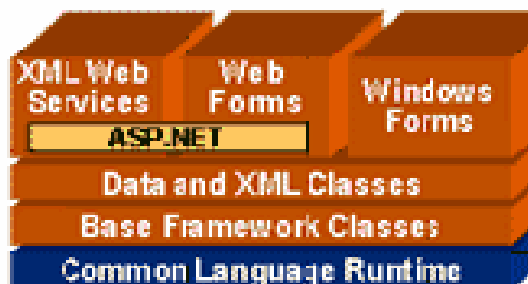 XML Web
Services
Web
Forms
Windows
Forms
ASP.NET
Data and XML Classes
Base Framework Classes
Common Language Runtime